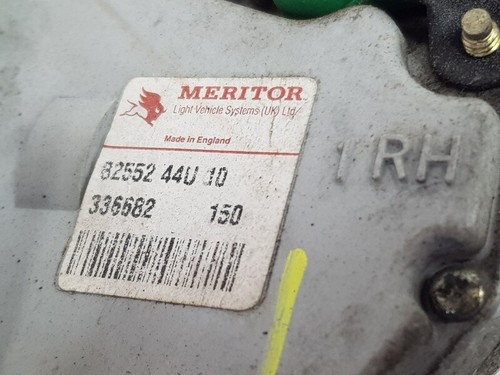 MERITOR
Light Vehicle Systems (UK) Ltd
Made in England
82552 44U 10
336682 150
1 RH